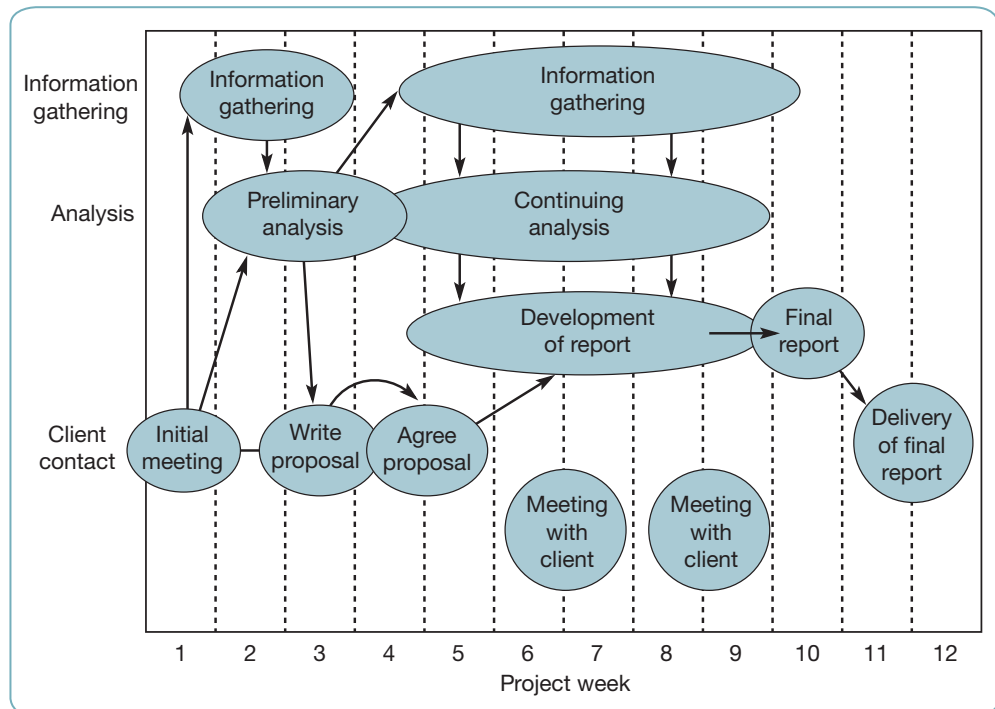 Information
gathering
Information
gathering
Information
gathering
Analysis
Preliminary
analysis
Continuing
analysis
Development
of report
Final
report
Client
contact
Initial
meeting
Write
proposal
Agree
proposal
Delivery
of final
report
Meeting
with
client
Meeting
with
client
1 2 3 4 5 6 7 8 9 10 11 12
Project week